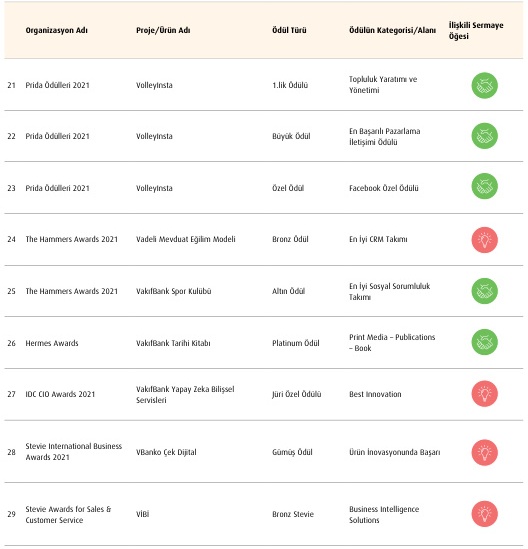 Organizasyon Adı Proje/Ürün Adı Ödül Türü Ödülün Kategorisi/Alanı İlişkili Sermaye
Öğesi
21 Prida Ödülleri 2021 VolleyInsta 1.lik Ödülü Topluluk Yaratımı ve
Yönetimi
22 Prida Ödülleri 2021 VolleyInsta Büyük Ödül En Başarılı Pazarlama
İletişimi Ödülü
23 Prida Ödülleri 2021 VolleyInsta Özel Ödül Facebook Özel Ödülü
24 The Hammers Awards 2021 Vadeli Mevduat Eğilim Modeli Bronz Ödül En İyi CRM Takımı
25 The Hammers Awards 2021 VakıfBank Spor Kulübü Altın Ödül En İyi Sosyal Sorumluluk
Takımı
26 Hermes Awards VakıfBank Tarihi Kitabı Platinum Ödül Print Media – Publications
– Book
27 IDC CIO Awards 2021 VakıfBank Yapay Zeka Bilişsel
Servisleri Jüri Özel Ödülü Best Innovation
28 Stevie International Business
Awards 2021 VBanko Çek Dijital Gümüş Ödül Ürün İnovasyonunda Başarı
29 Stevie Awards for Sales &
Customer Service VİBİ Bronz Stevie Business Intelligence
Solutions